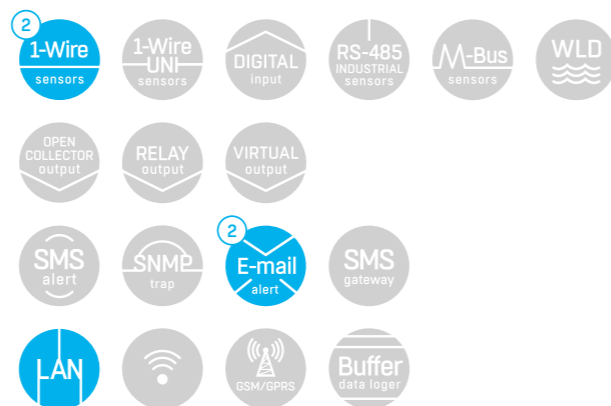 2
1-Wire
sensors
1-Wire
UNI
sensors
DIGITAL
input
RS-485
INDUSTRIAL
sensors
M-Bus
sensors
WLD
OPEN
COLLECTOR
output
RELAY
output
VIRTUAL
output
SMS
alert
SNMP
trap
2
E-mail
alert
SMS
gateway
LAN
GSM/GPRS
Buffer
data loger